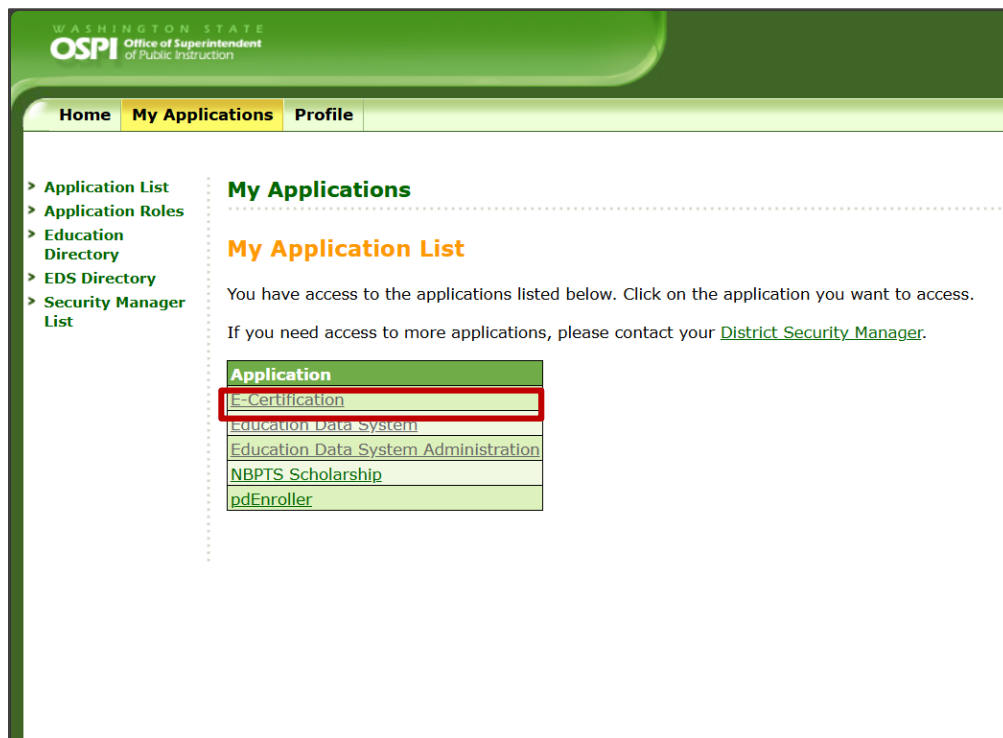 WASHINGTON STATE
OSPI Office of Superintendent
of Public Instruction
Home My Applications Profile
Application List
Application Roles
Education
Directory
EDS Directory
Security Manager
List
My Applications
My Application List
You have access to the applications listed below. Click on the application you want to access.
If you need access to more applications, please contact your District Security Manager.
Application
E-Certification
Education Data System
Education Data System Administration
NBPTS Scholarship
pdEnroller